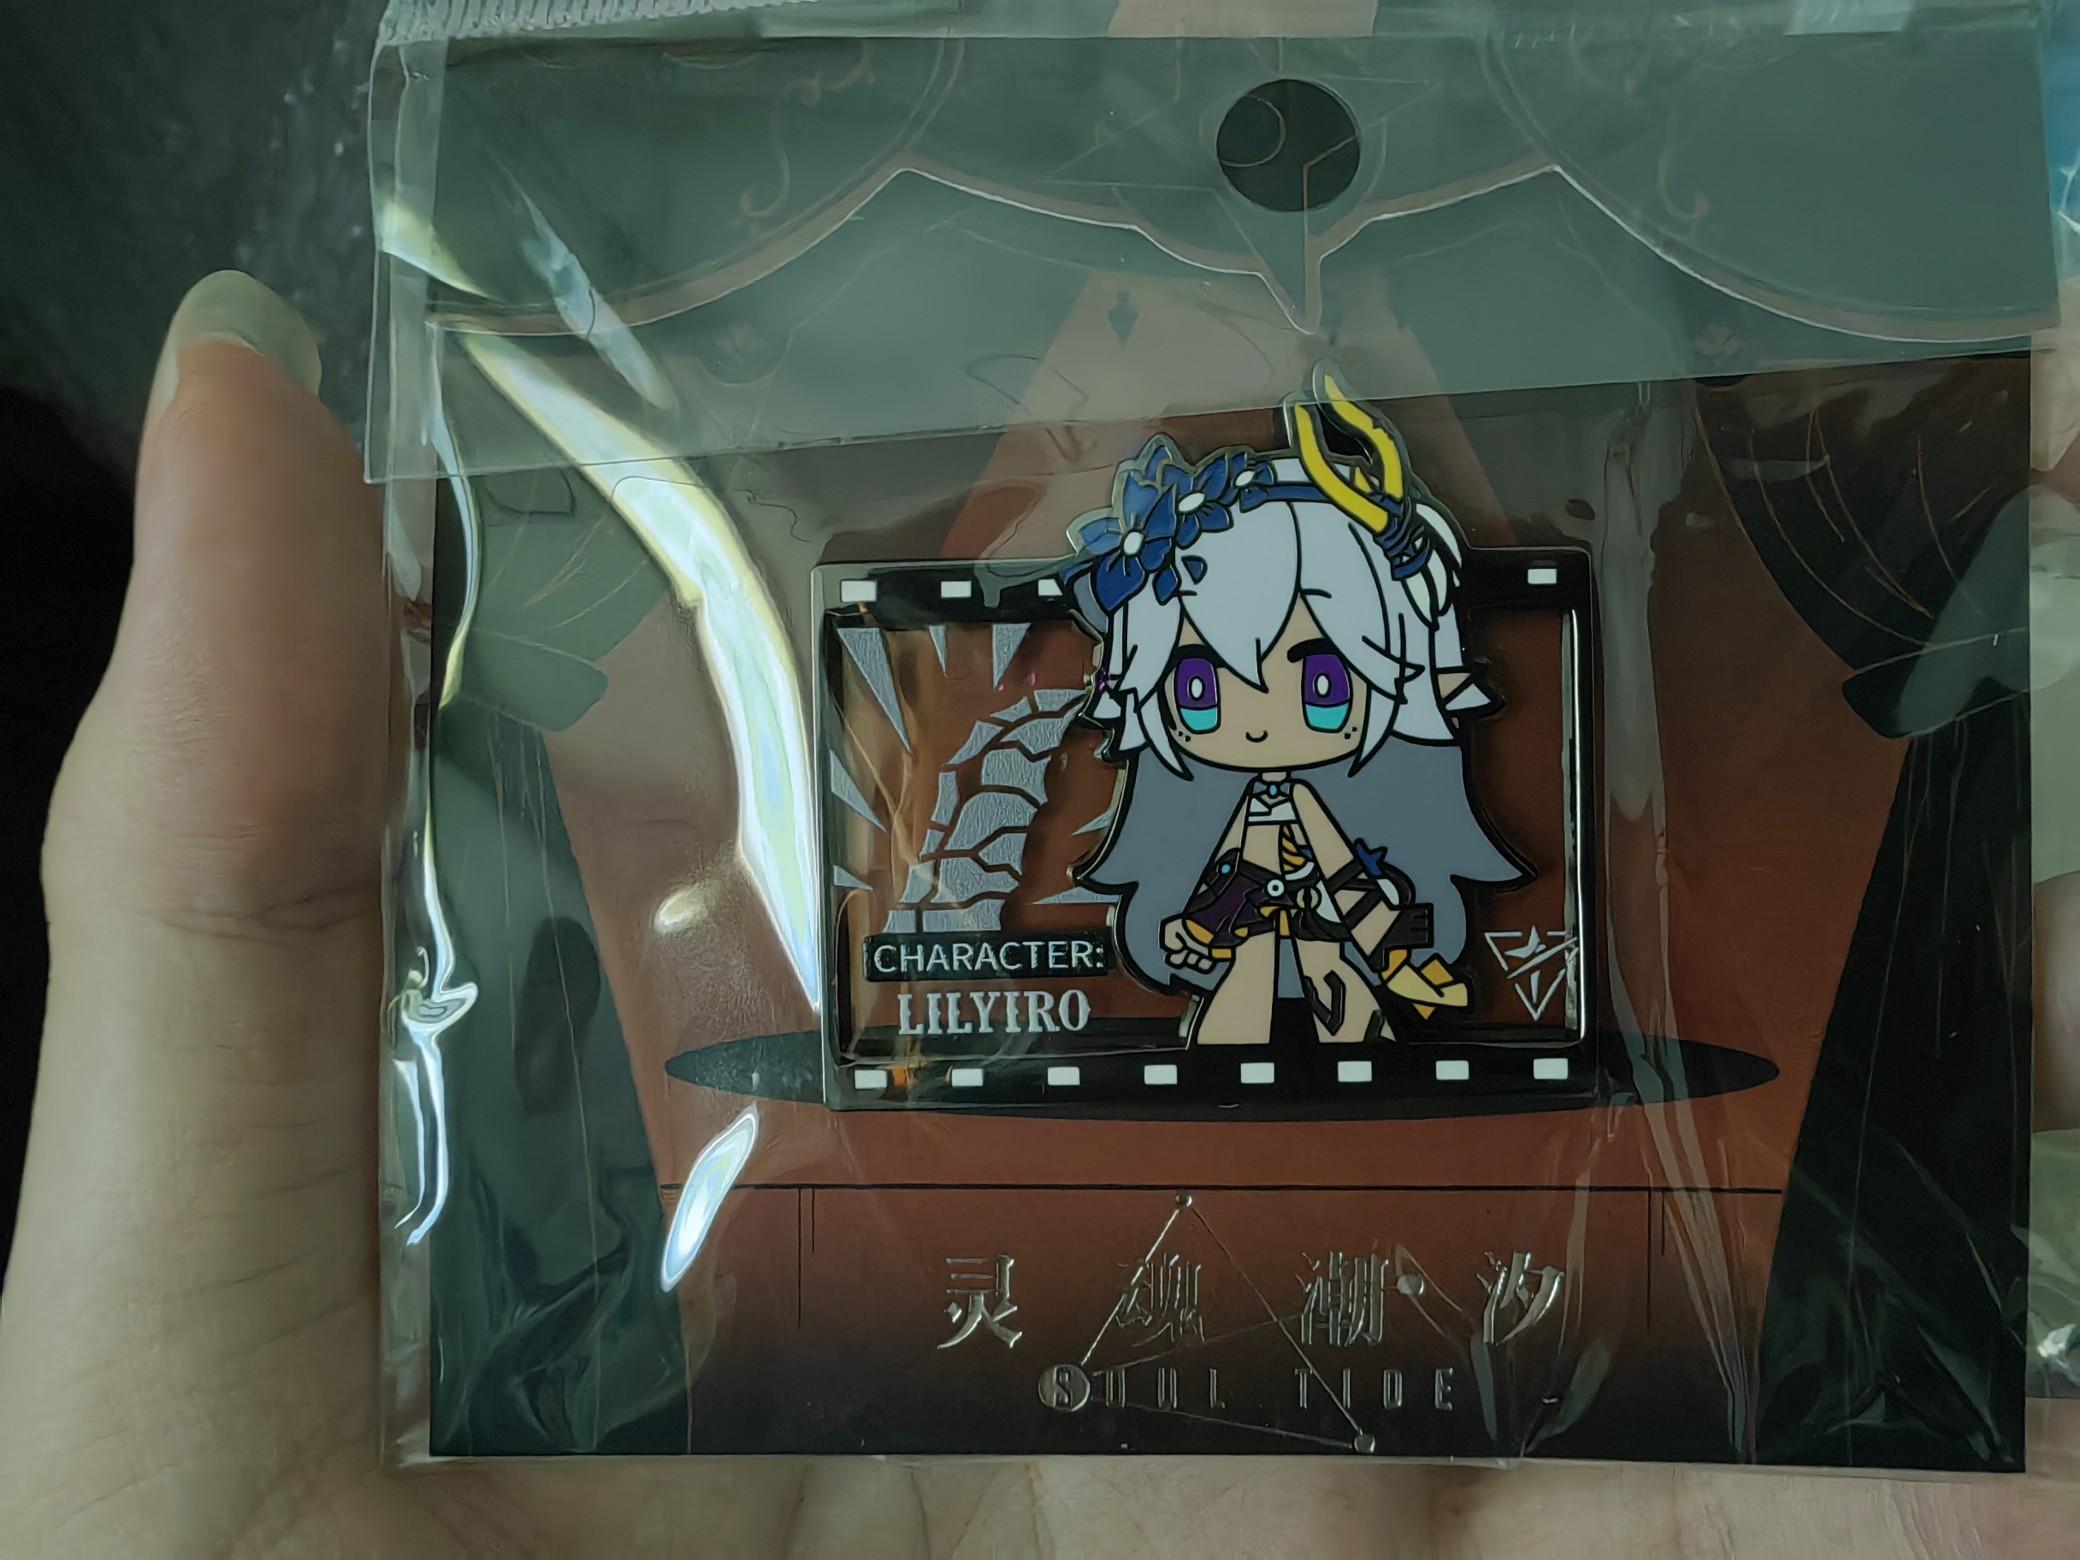 CHARACTER:
LILYIRO
灵魂潮汐
SOUL TIDE